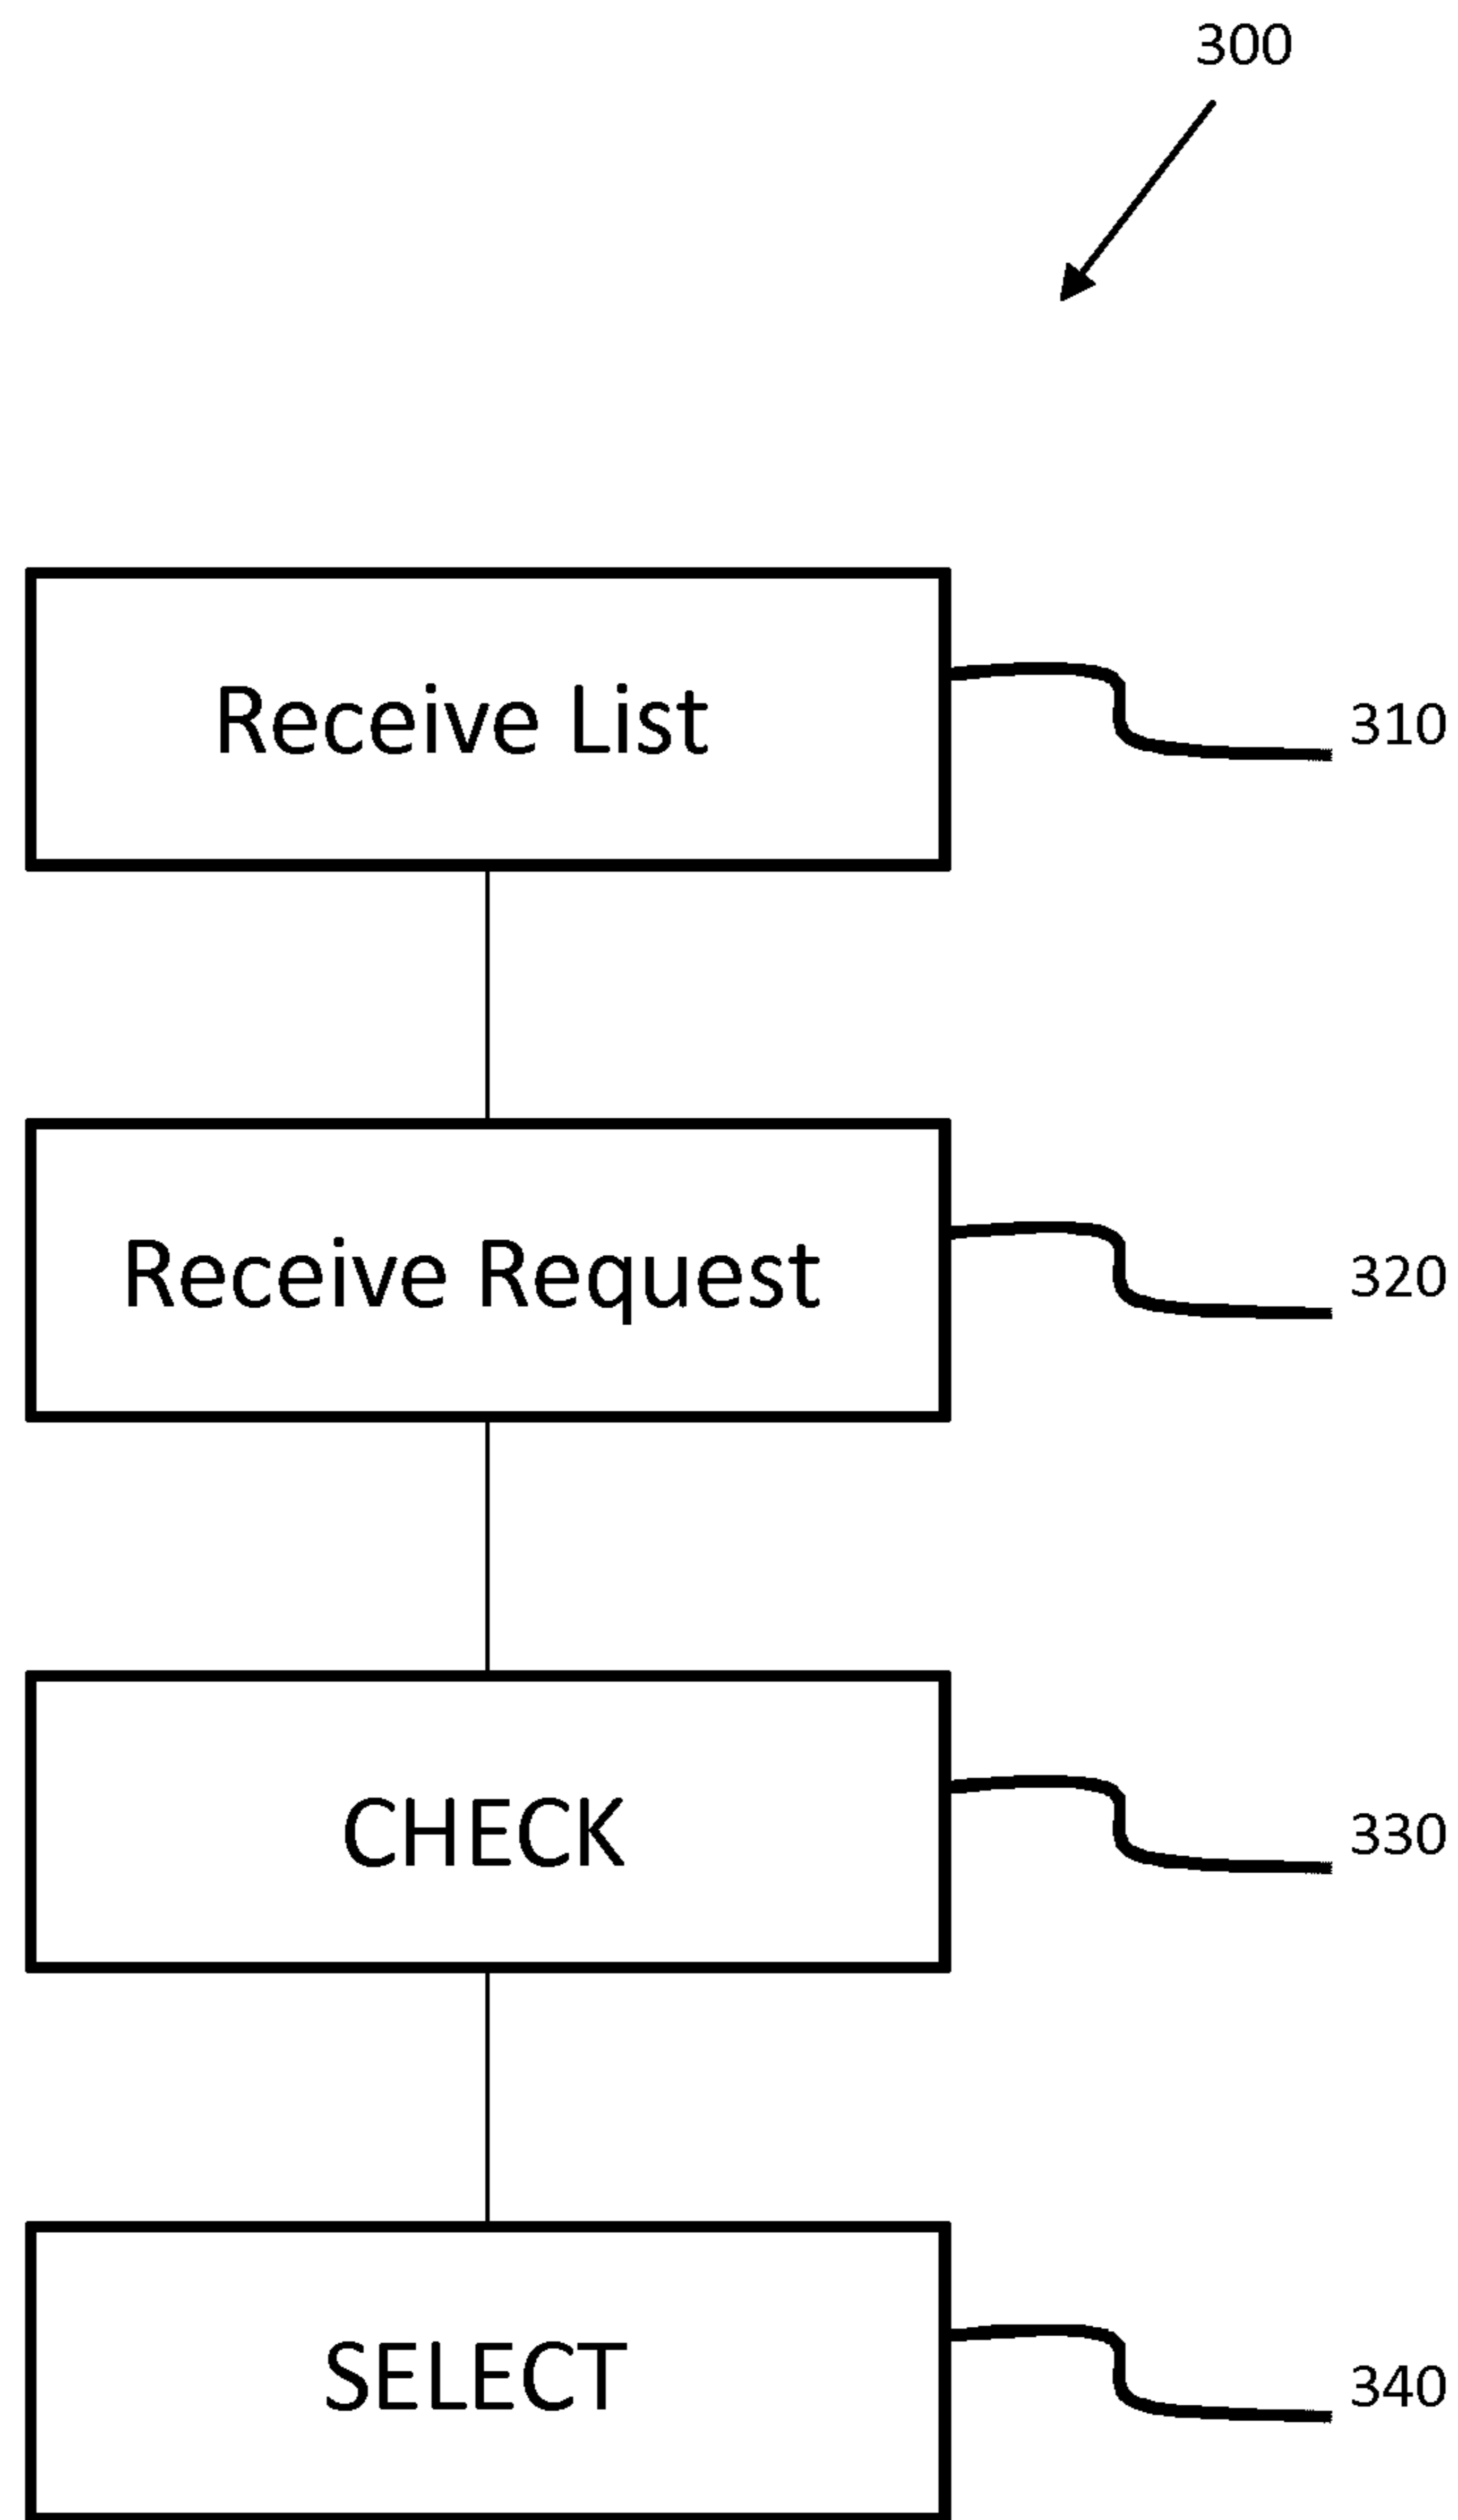 300
Receive List
310
Receive Request
320
CHECK
330
SELECT
340